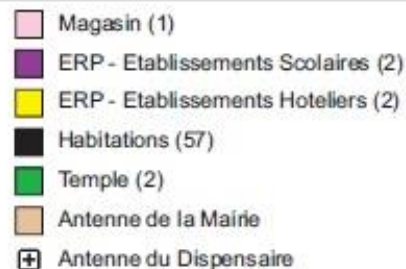 Magasin (1)
ERP - Etablissements Scolaires (2)
ERP - Etablissements Hoteliers (2)
Habitations (57)
Temple (2)
Antenne de la Mairie
Antenne du Dispensaire